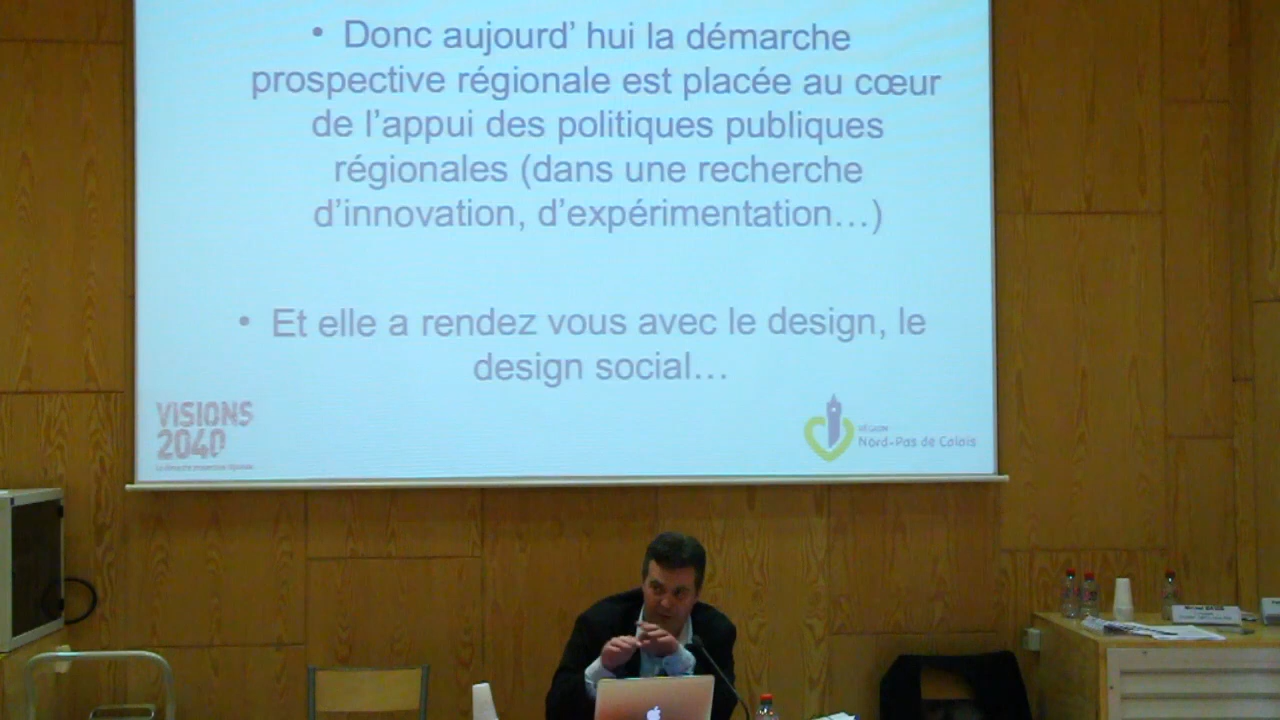 • Donc aujourd' hui la démarche
prospective régionale est placée au cœur
de l'appui des politiques publiques
régionales (dans une recherche
d'innovation, d'expérimentation…)
• Et elle a rendez vous avec le design, le
design social…
VISIONS
2040
RÉGION
Nord-Pas de Calais